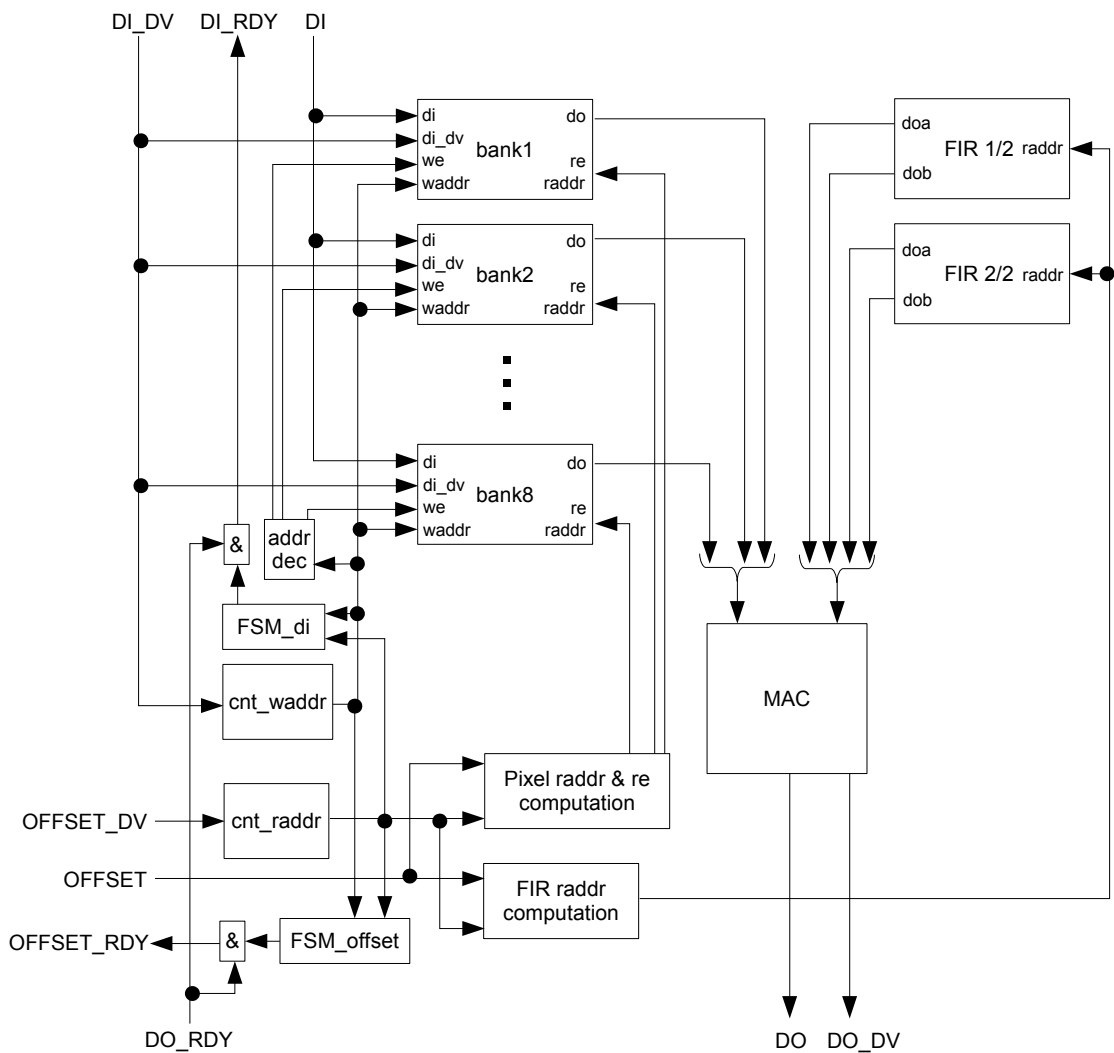 DI_DV
DI_RDY
DI
di
di_dv
we
waddr
bank1
do
re
raddr
doa
dob
FIR 1/2
raddr
di
di_dv
we
waddr
bank2
do
re
raddr
doa
dob
FIR 2/2
raddr
di
di_dv
we
waddr
bank8
do
re
raddr
&
addr
dec
FSM_di
cnt_waddr
MAC
Pixel raddr & re
computation
OFFSET_DV
cnt_raddr
OFFSET
FIR raddr
computation
OFFSET_RDY
&
FSM_offset
DO_RDY
DO
DO_DV